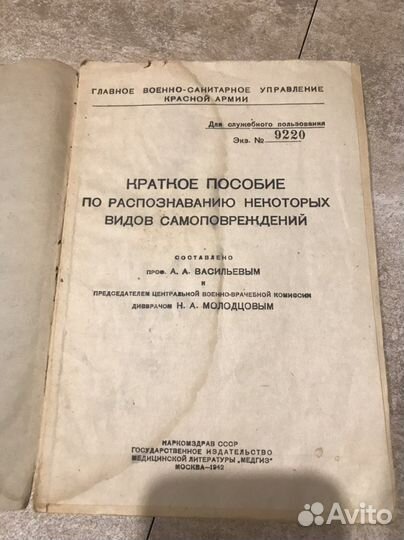 ГЛАВНОЕ ВОЕННО-САНИТАРНОЕ УПРАВЛЕНИЕ
КРАСНОЙ АРМИИ
Для служебного пользования
Экз. № 9220
КРАТКОЕ ПОСОБИЕ
ПО РАСПОЗНАВАНИЮ НЕКОТОРЫХ
ВИДОВ САМОПОВРЕЖДЕНИЙ
СОСТАВЛЕНО
ПРОФ. А. А. ВАСИЛЬЕВЫМ
И
ПРЕДСЕДАТЕЛЕМ ЦЕНТРАЛЬНОЙ ВОЕННО-ВРАЧЕБНОЙ КОМИССИИ
ДИВВРАЧОМ Н. А. МОЛОДЦОВЫМ
НАРКОМЗДРАВ СССР
ГОСУДАРСТВЕННОЕ ИЗДАТЕЛЬСТВО
МЕДИЦИНСКОЙ ЛИТЕРАТУРЫ „МЕДГИЗ"
МОСКВА—1942
Avito